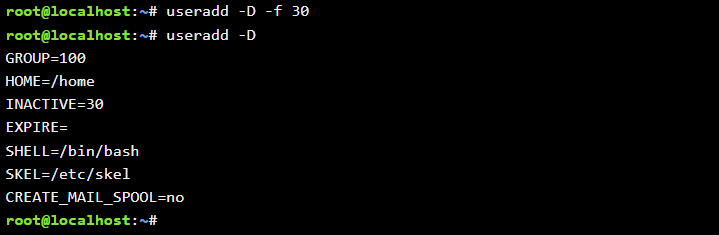 root@localhost:~# useradd -D -f 30
root@localhost:~# useradd -D
GROUP=100
HOME=/home
INACTIVE=30
EXPIRE=
SHELL=/bin/bash
SKEL=/etc/skel
CREATE_MAIL_SPOOL=no
root@localhost:~#